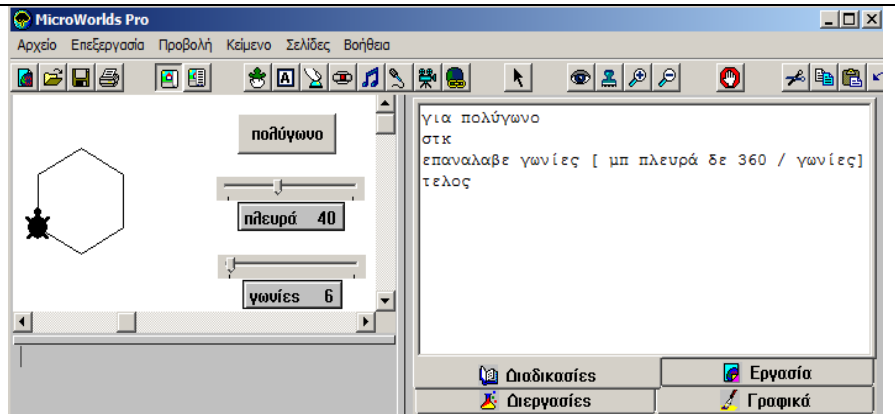 MicroWorlds Pro
Αρχείο Επεξεργασία Προβολή Κείμενο Σελίδες Βοήθεια
πολύγωνο
πλευρά 40
γωνίες 6
για πολύγωνο
στκ
επαναλαβε γωνίες [ μπ πλευρά δε 360 / γωνίες]
τελος
Διαδικασίες
Εργασία
Διεργασίες
Γραφικά